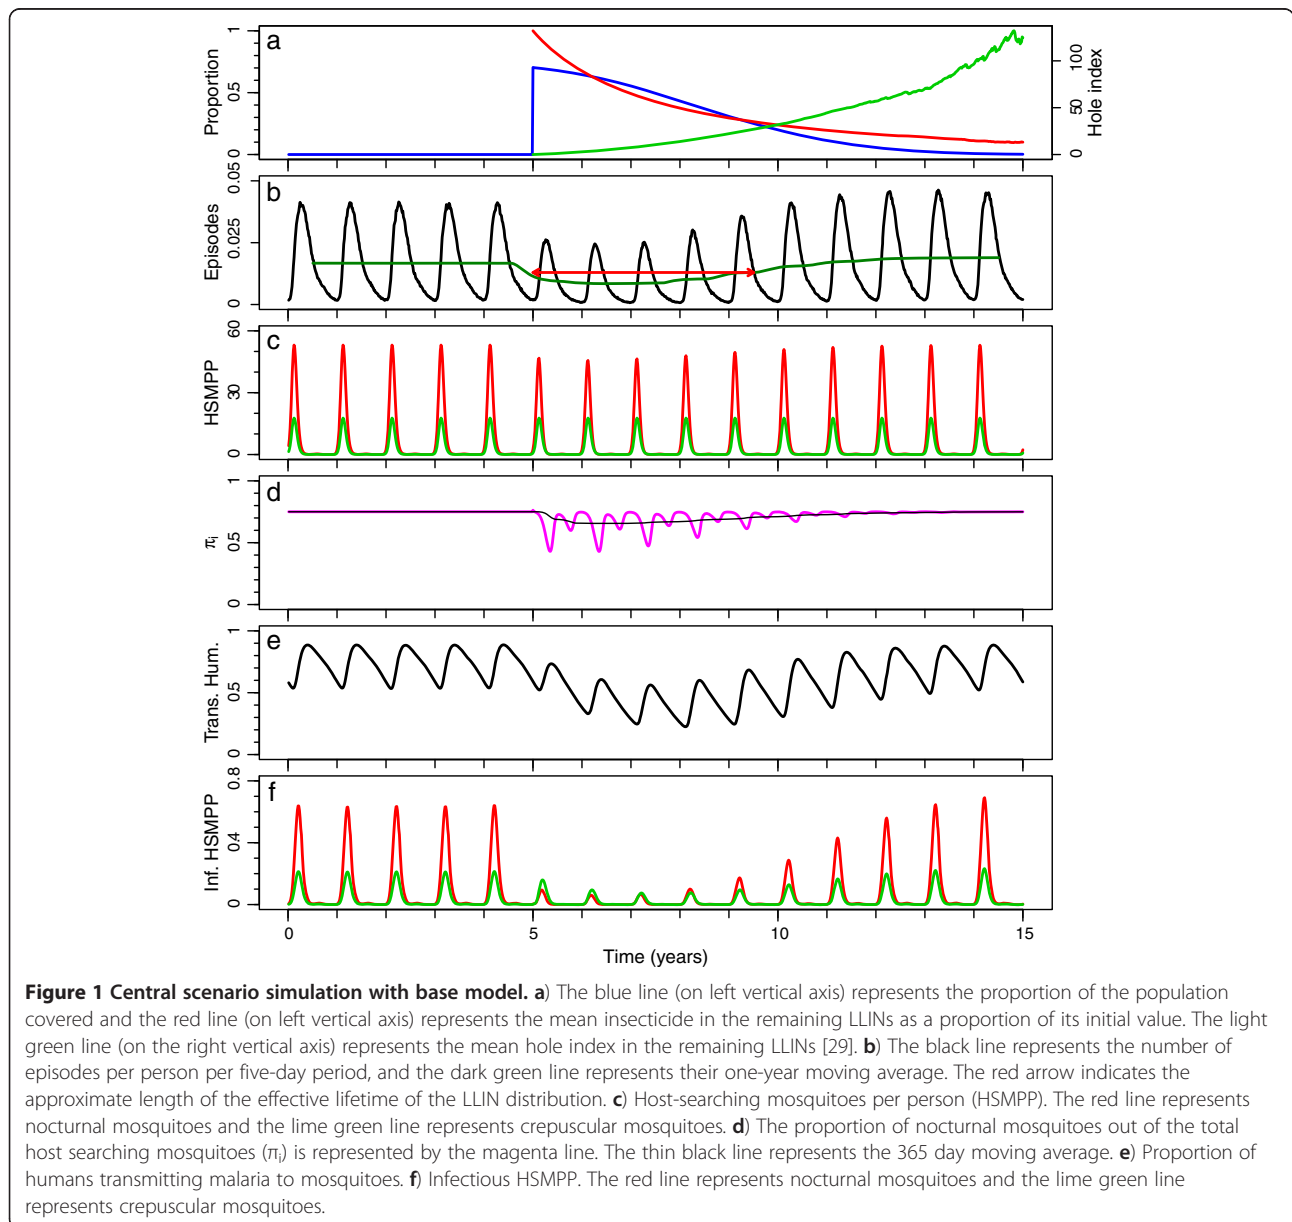 a
Proportion
0
0.5
1
Hole index
0
50
100
b
Episodes
0
0.025
0.05
c
HSMPP
0
30
60
d
πi
0
0.5
1
e
Trans. Hum.
0
0.5
1
f
Inf. HSMPP
0
0.4
0.8
0
5
10
15
Time (years)
Figure 1 Central scenario simulation with base model. a) The blue line (on left vertical axis) represents the proportion of the population
covered and the red line (on left vertical axis) represents the mean insecticide in the remaining LLINs as a proportion of its initial value. The light
green line (on the right vertical axis) represents the mean hole index in the remaining LLINs [29]. b) The black line represents the number of
episodes per person per five-day period, and the dark green line represents their one-year moving average. The red arrow indicates the
approximate length of the effective lifetime of the LLIN distribution. c) Host-searching mosquitoes per person (HSMPP). The red line represents
nocturnal mosquitoes and the lime green line represents crepuscular mosquitoes. d) The proportion of nocturnal mosquitoes out of the total
host searching mosquitoes (πi) is represented by the magenta line. The thin black line represents the 365 day moving average. e) Proportion of
humans transmitting malaria to mosquitoes. f) Infectious HSMPP. The red line represents nocturnal mosquitoes and the lime green line
represents crepuscular mosquitoes.